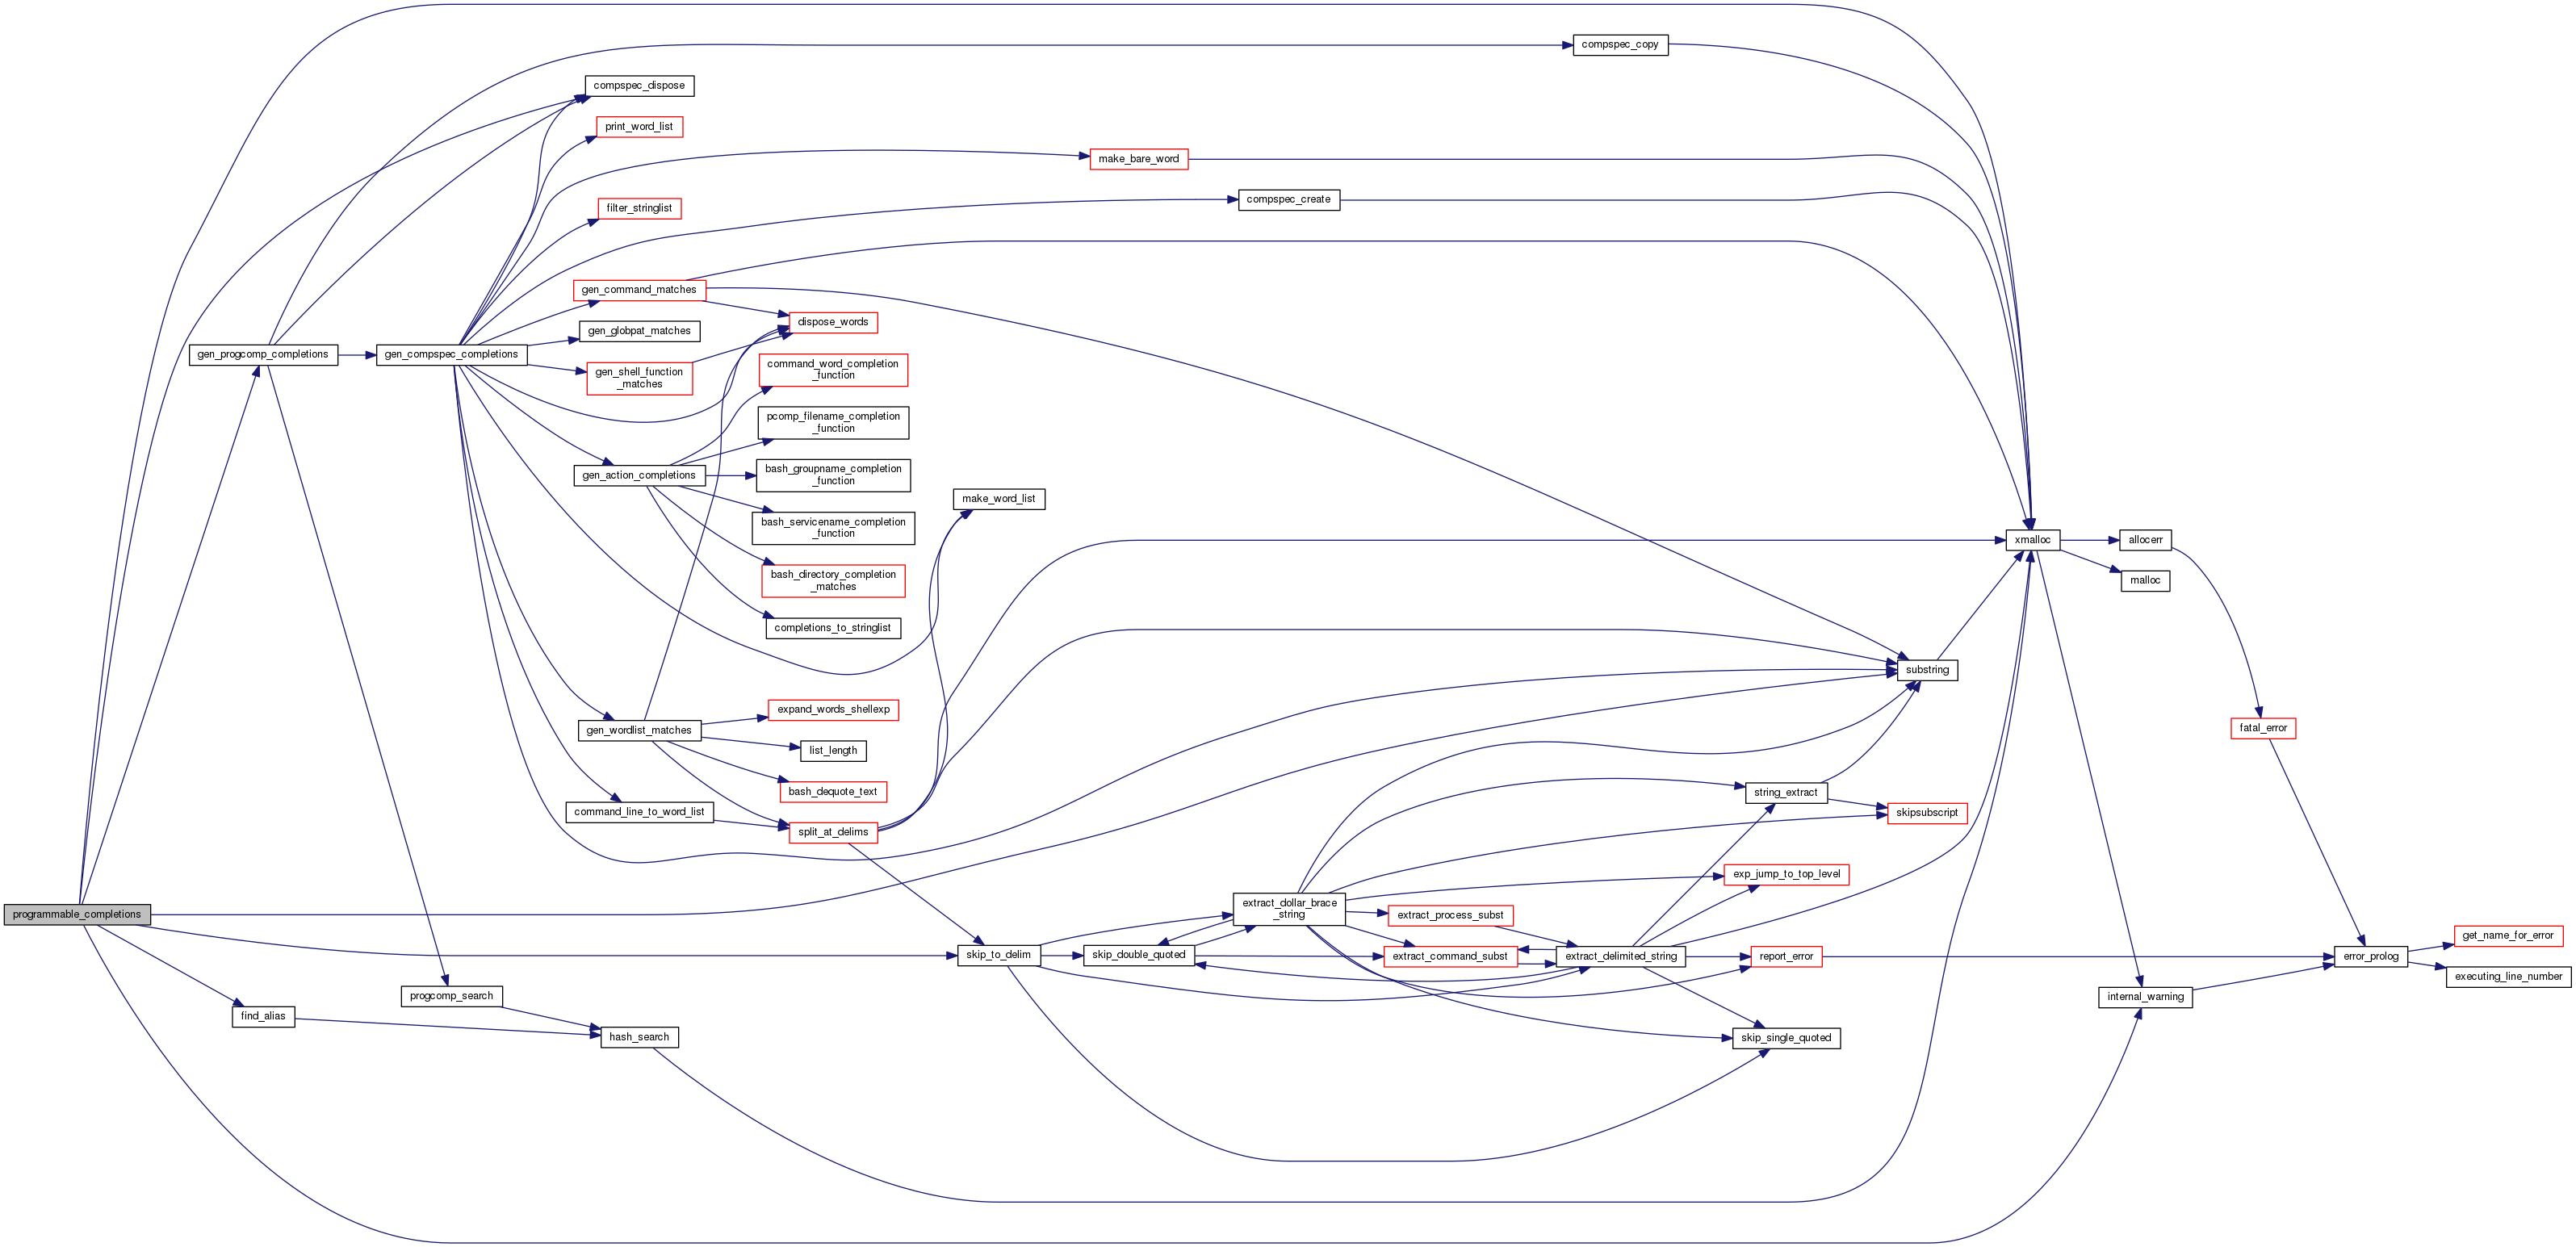 compspec_copy
compspec_dispose
print_word_list
make_bare_word
compspec_create
filter_stringlist
gen_command_matches
dispose_words
gen_globpat_matches
gen_progcomp_completions
gen_compspec_completions
gen_shell_function
_matches
command_word_completion
_function
pcomp_filename_completion
_function
gen_action_completions
bash_groupname_completion
_function
make_word_list
bash_servicename_completion
_function
xmalloc
allocerr
malloc
bash_directory_completion
_matches
completions_to_stringlist
substring
expand_words_shellexp
gen_wordlist_matches
list_length
fatal_error
bash_dequote_text
string_extract
command_line_to_word_list
skipsubscript
split_at_delims
exp_jump_to_top_level
programmable_completions
extract_dollar_brace
_string
extract_process_subst
get_name_for_error
skip_to_delim
skip_double_quoted
extract_command_subst
extract_delimited_string
report_error
error_prolog
executing_line_number
progcomp_search
internal_warning
find_alias
hash_search
skip_single_quoted